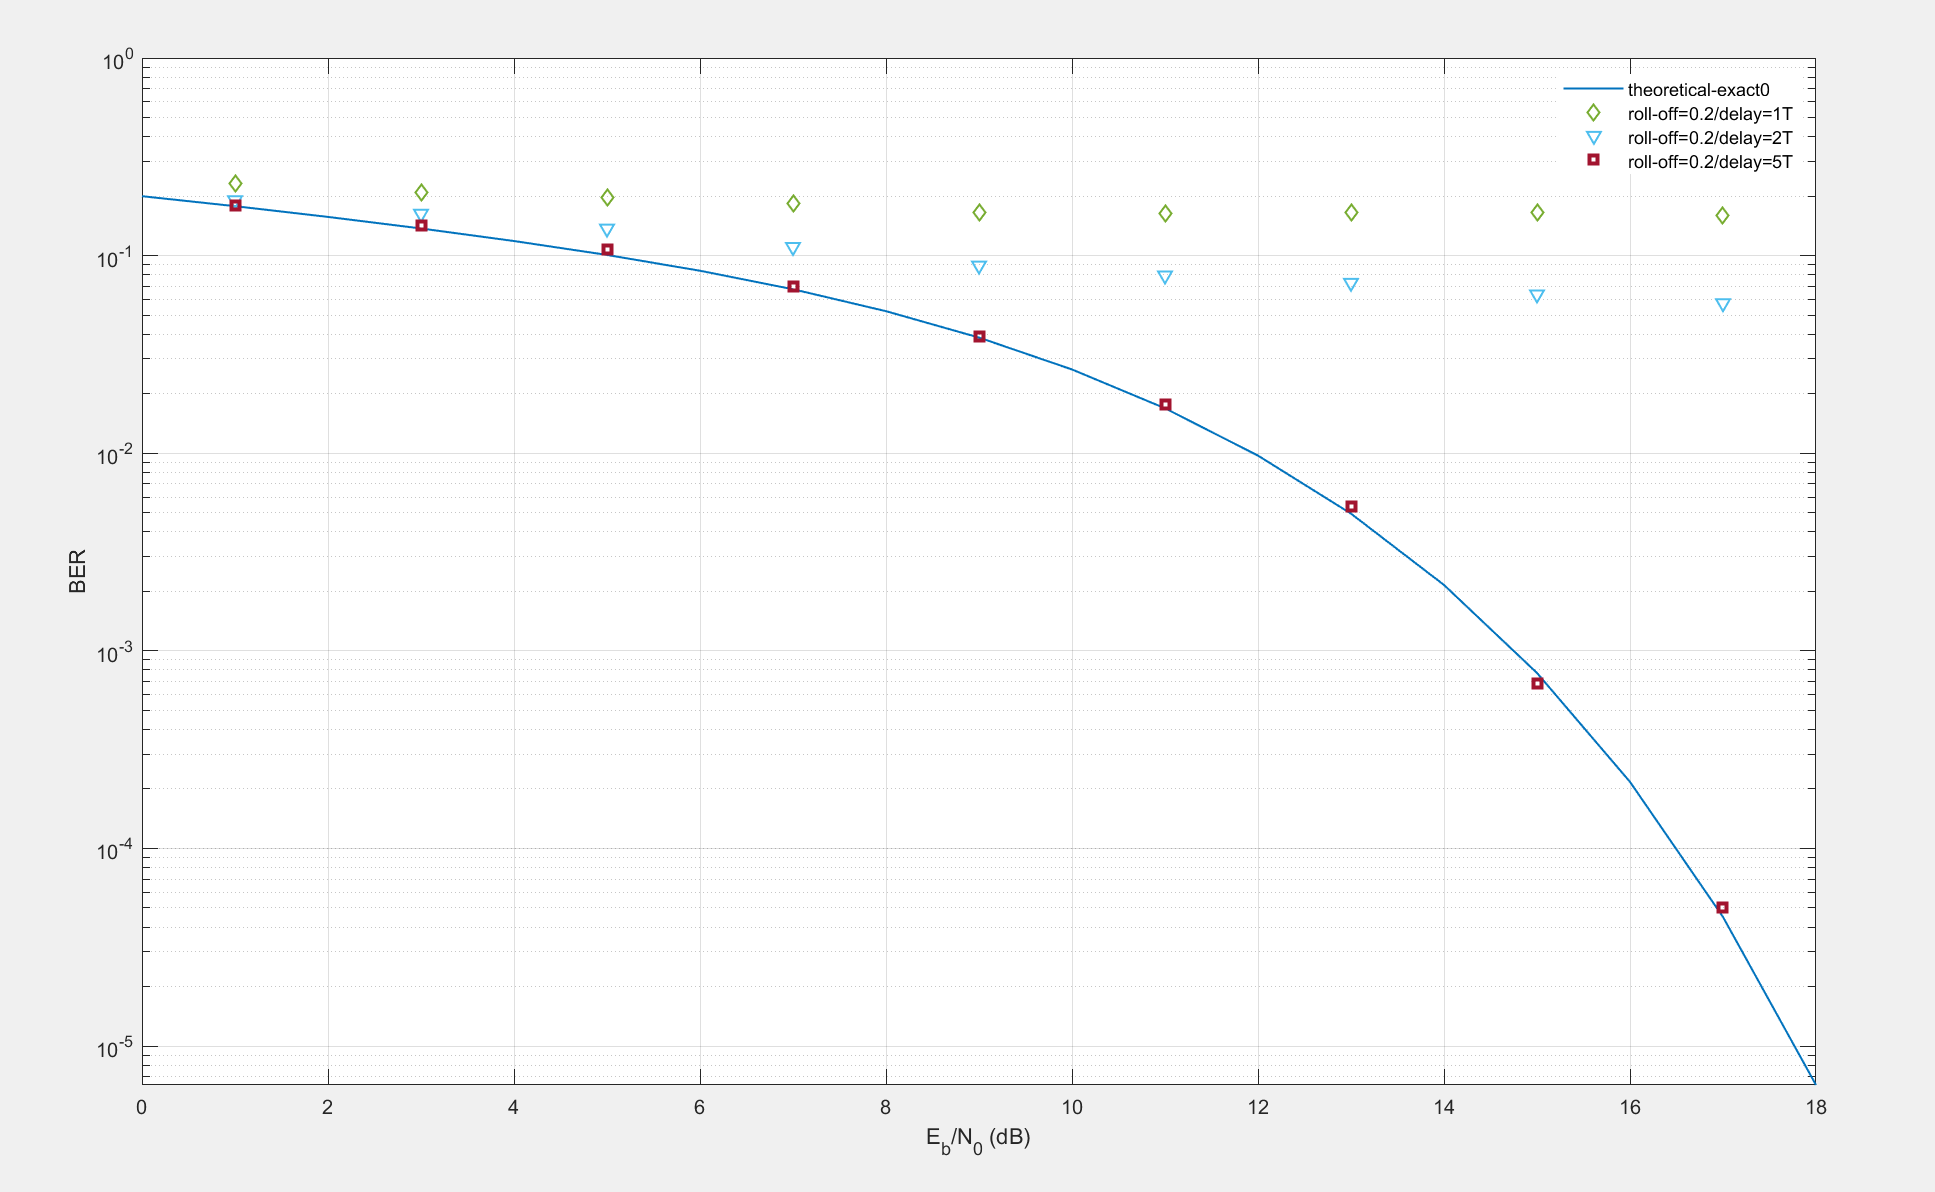 10^0
10^-1
10^-2
10^-3
10^-4
10^-5
BER
0 2 4 6 8 10 12 14 16 18
E_b/N_0 (dB)
theoretical-exact0
roll-off=0.2/delay=1T
roll-off=0.2/delay=2T
roll-off=0.2/delay=5T